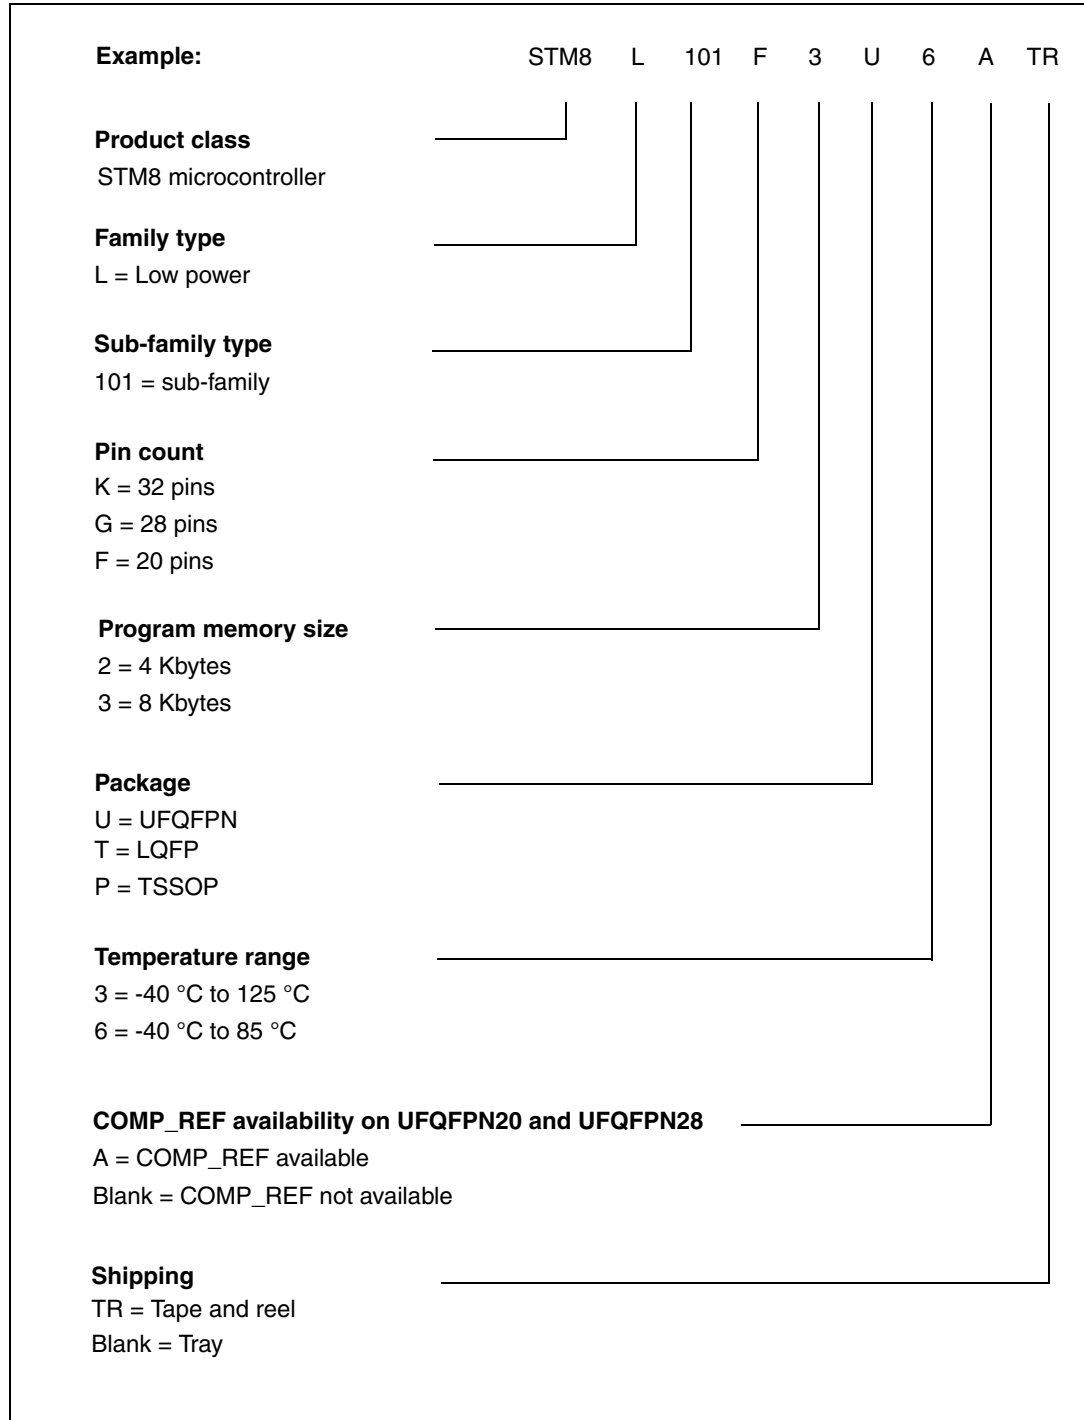 Example: STM8 L 101 F 3 U 6 A TR
Product class
STM8 microcontroller
Family type
L = Low power
Sub-family type
101 = sub-family
Pin count
K = 32 pins
G = 28 pins
F = 20 pins
Program memory size
2 = 4 Kbytes
3 = 8 Kbytes
Package
U = UFQFPN
T = LQFP
P = TSSOP
Temperature range
3 = -40 °C to 125 °C
6 = -40 °C to 85 °C
COMP_REF availability on UFQFPN20 and UFQFPN28
A = COMP_REF available
Blank = COMP_REF not available
Shipping
TR = Tape and reel
Blank = Tray